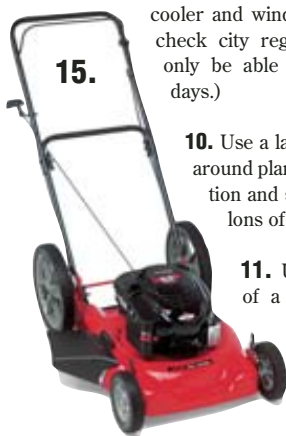 cooler and wind
check city reg
only be able
days.)
15.
10. Use a la
around plan
tion and
lons of
11. U
of a